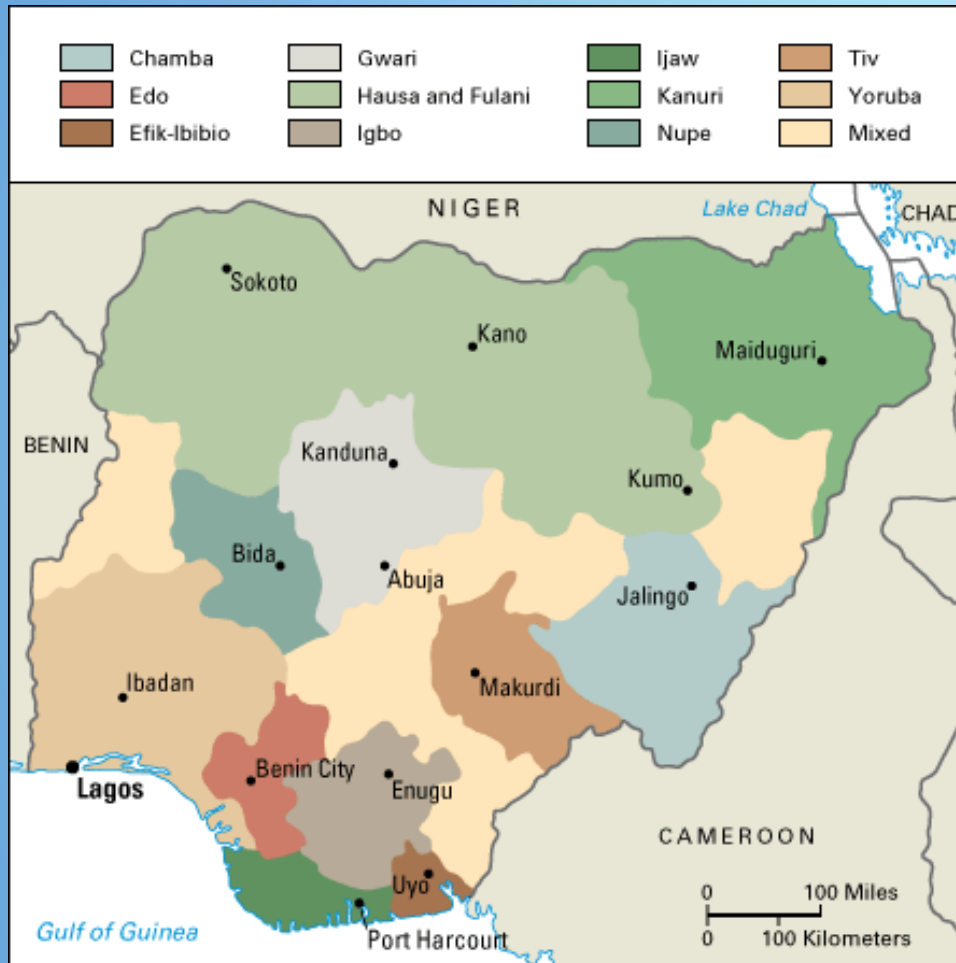 Chamba
Edo
Efik-Ibibio
Gwari
Hausa and Fulani
Igbo
Ijaw
Kanuri
Nupe
Tiv
Yoruba
Mixed
NIGER
Lake Chad
CHAD
Sokoto
Kano
Maiduguri
BENIN
Kanduna
Kumo
Bida
Abuja
Jalingo
Ibadan
Makurdi
Lagos
Benin City
Enugu
CAMEROON
Uyo
0 100 Miles
0 100 Kilometers
Gulf of Guinea
Port Harcourt